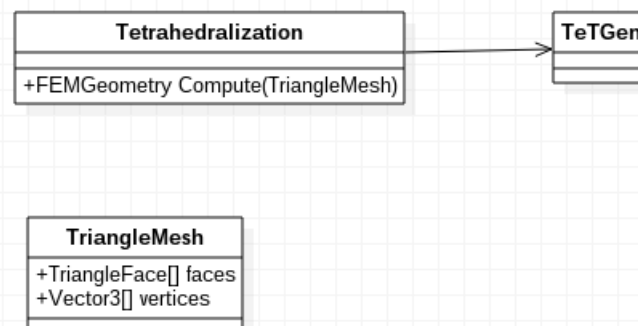 Tetrahedralization
TeTGen
+FEMGeometry Compute(TriangleMesh)
TriangleMesh
+TriangleFace[] faces
+Vector3[] vertices